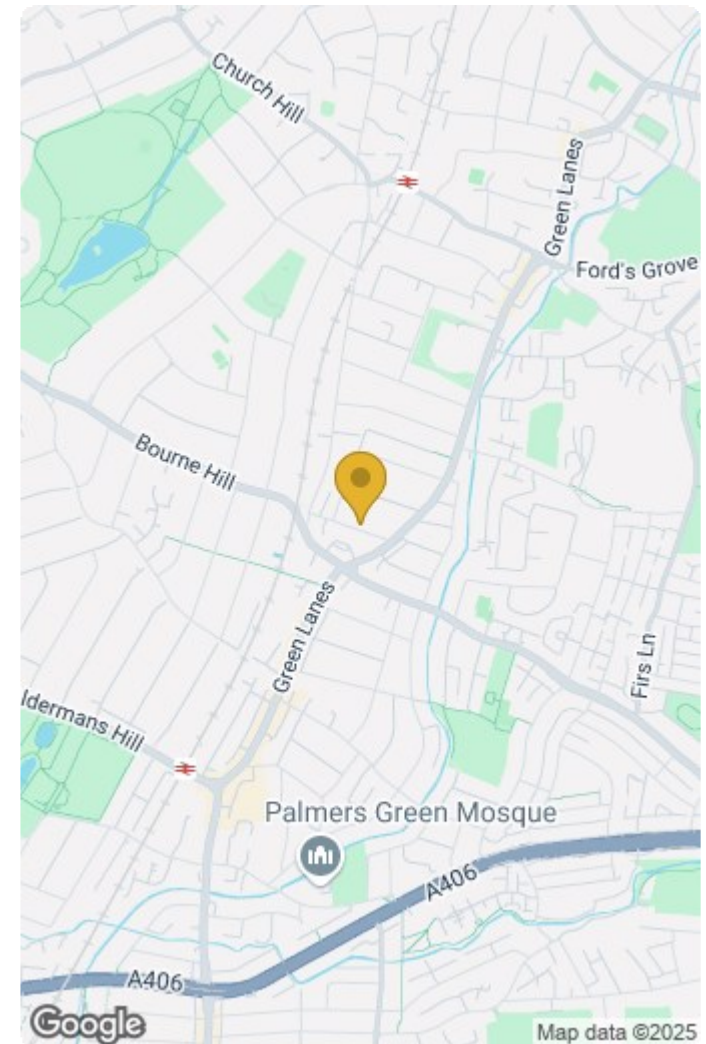 Church Hill
Green Lanes
Ford's Grove
Bourne Hill
Green Lanes
Firs Ln
ldermans Hill
Palmers Green Mosque
A406
A406
Google
Map data ©2025